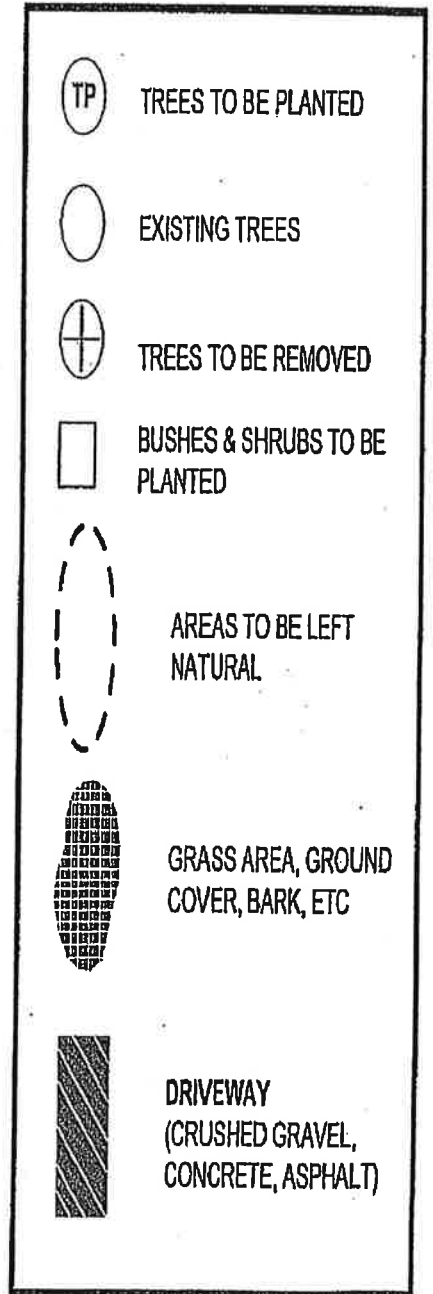 TP TREES TO BE PLANTED
EXISTING TREES
TREES TO BE REMOVED
BUSHES & SHRUBS TO BE
PLANTED
AREAS TO BE LEFT
NATURAL
GRASS AREA, GROUND
COVER, BARK, ETC
DRIVEWAY
(CRUSHED GRAVEL,
CONCRETE, ASPHALT)